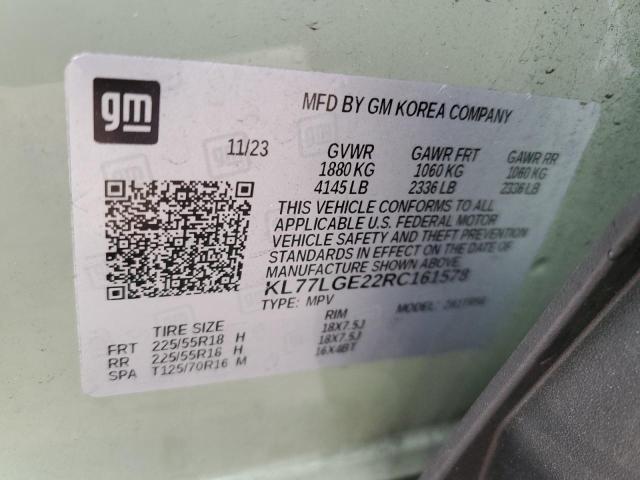 gm
MFD BY GM KOREA COMPANY
11/23 GVWR GAWR FRT GAWR RR
1880 KG 1060 KG 1060 KG
4145 LB 2336 LB 2336 LB
THIS VEHICLE CONFORMS TO ALL
APPLICABLE U.S. FEDERAL MOTOR
VEHICLE SAFETY AND THEFT PREVENTION
STANDARDS IN EFFECT ON THE DATE OF
MANUFACTURE SHOWN ABOVE.
KL77LGE22RC161578
TYPE: MPV MODEL:
TIRE SIZE RIM
FRT 225/55R18 H 18X7.5J
RR 225/55R18 H 18X7.5J
SPA T125/70R16 M 16X4BT